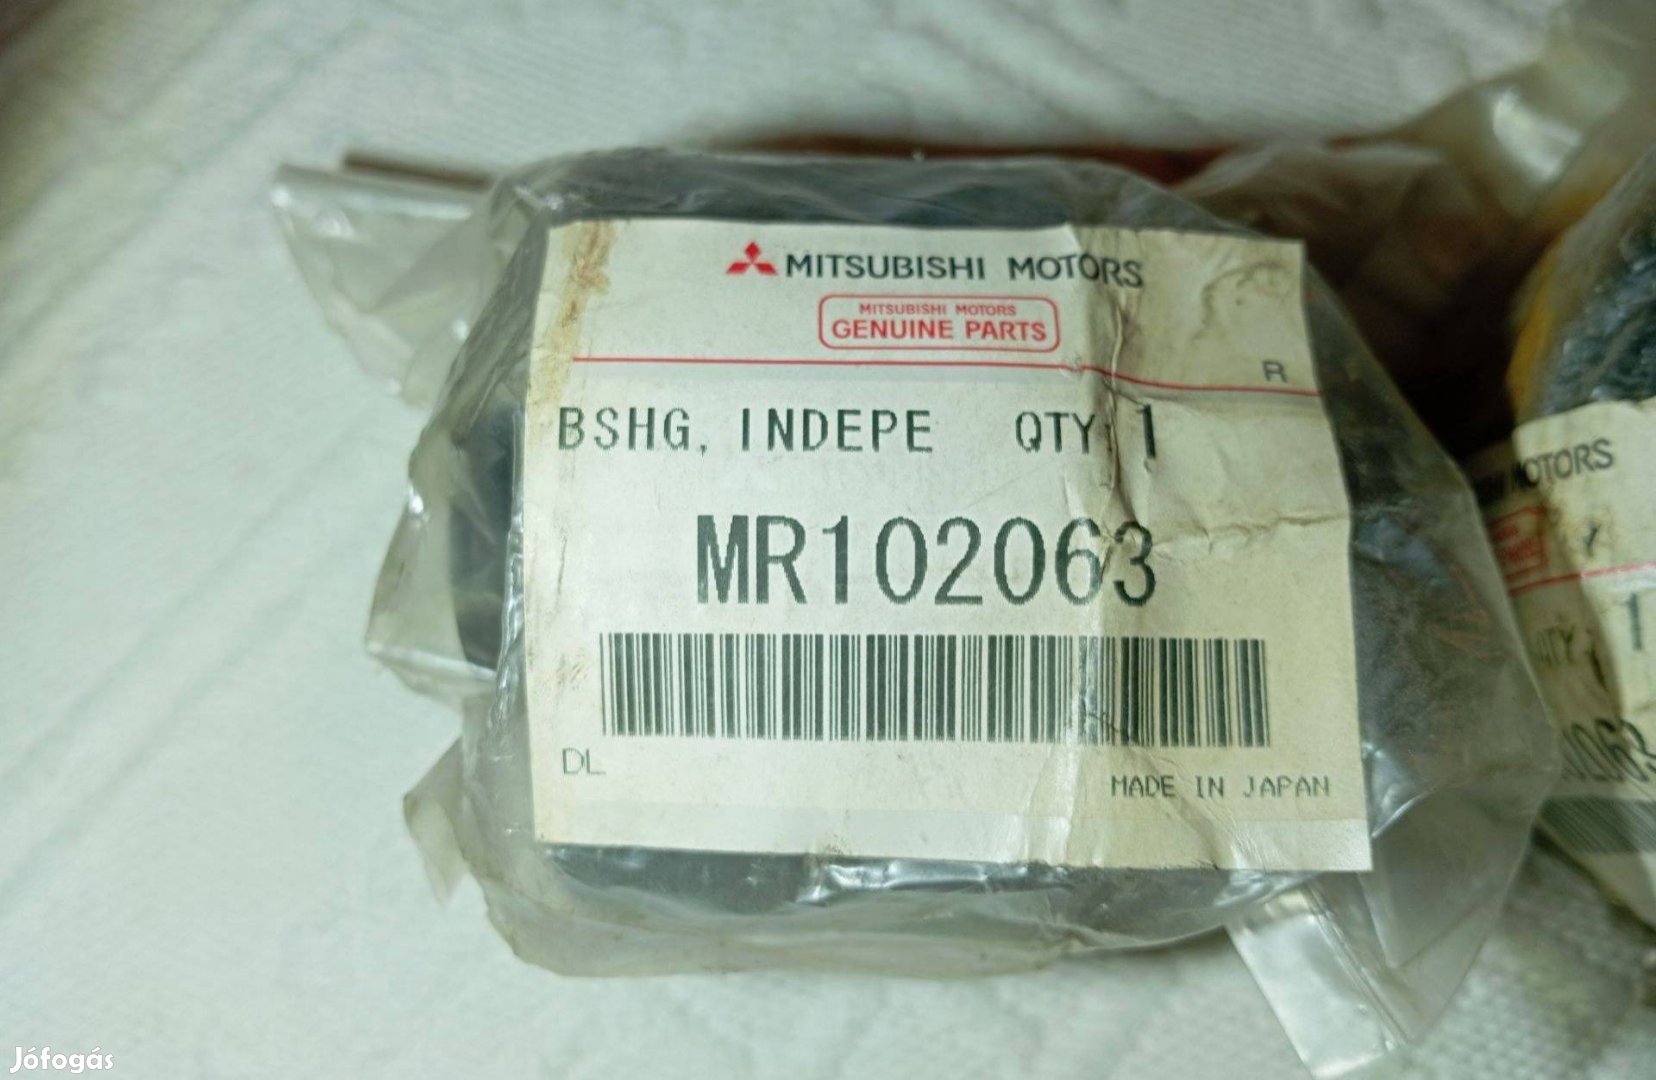 MITSUBISHI MOTORS
MITSUBISHI MOTORS
GENUINE PARTS
R
BSHG, INDEPE QTY 1
MR102063
DL
MADE IN JAPAN
MOTORS
QTY 1
2063
Jófogás